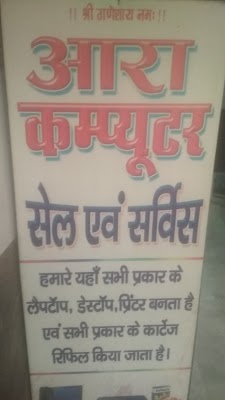 !! श्री गणेशाय नमः !!
आरा
कम्प्यूटर
सेल एवं सर्विस
हमारे यहाँ सभी प्रकार के
लैपटॉप, डेस्टॉप,प्रिंटर बनता है
एवं सभी प्रकार के कार्टेज
रिफिल किया जाता है।